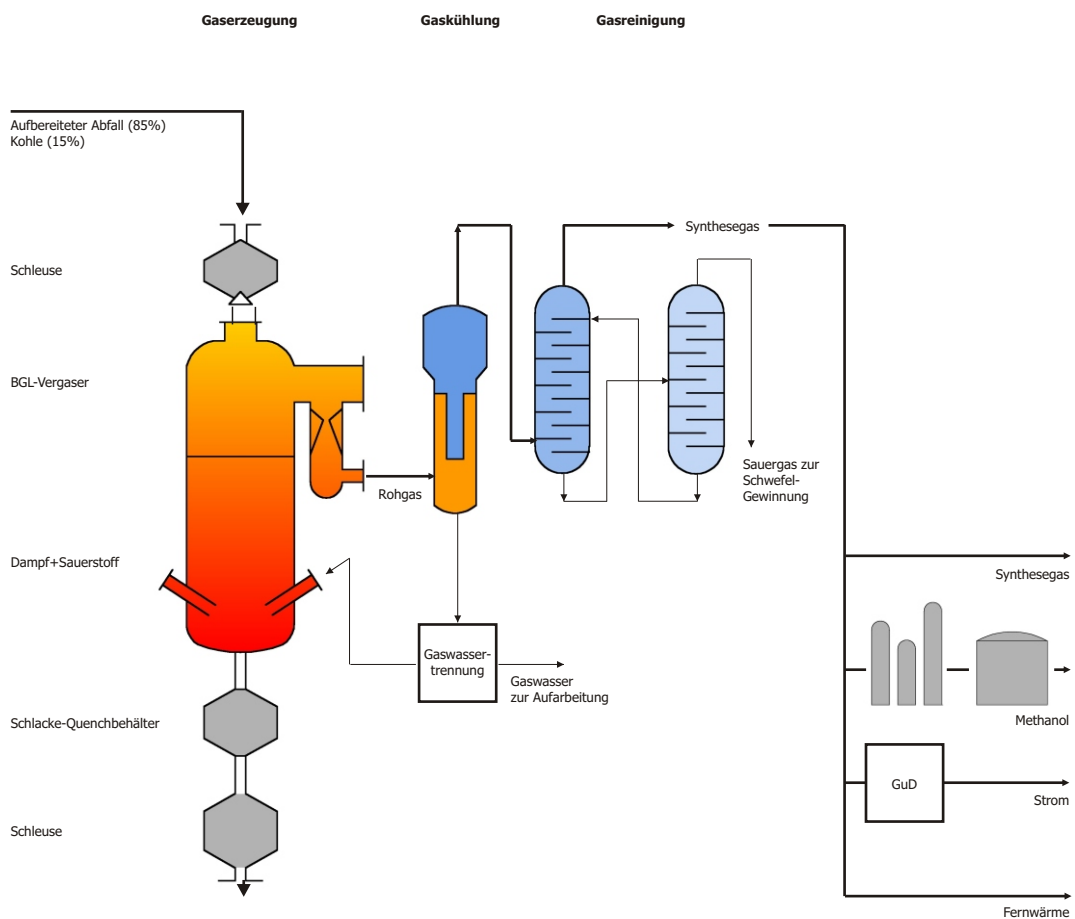 Gaserzeugung
Gaskühlung
Gasreinigung
Aufbereiteter Abfall (85%)
Kohle (15%)
Synthesegas
Schleuse
BGL-Vergaser
Rohgas
Sauergas zur
Schwefel-
Gewinnung
Dampf+Sauerstoff
Synthesegas
Gaswasser-
trennung
Gaswasser
zur Aufarbeitung
Schlacke-Quenchbehälter
Methanol
GuD
Strom
Schleuse
Fernwärme